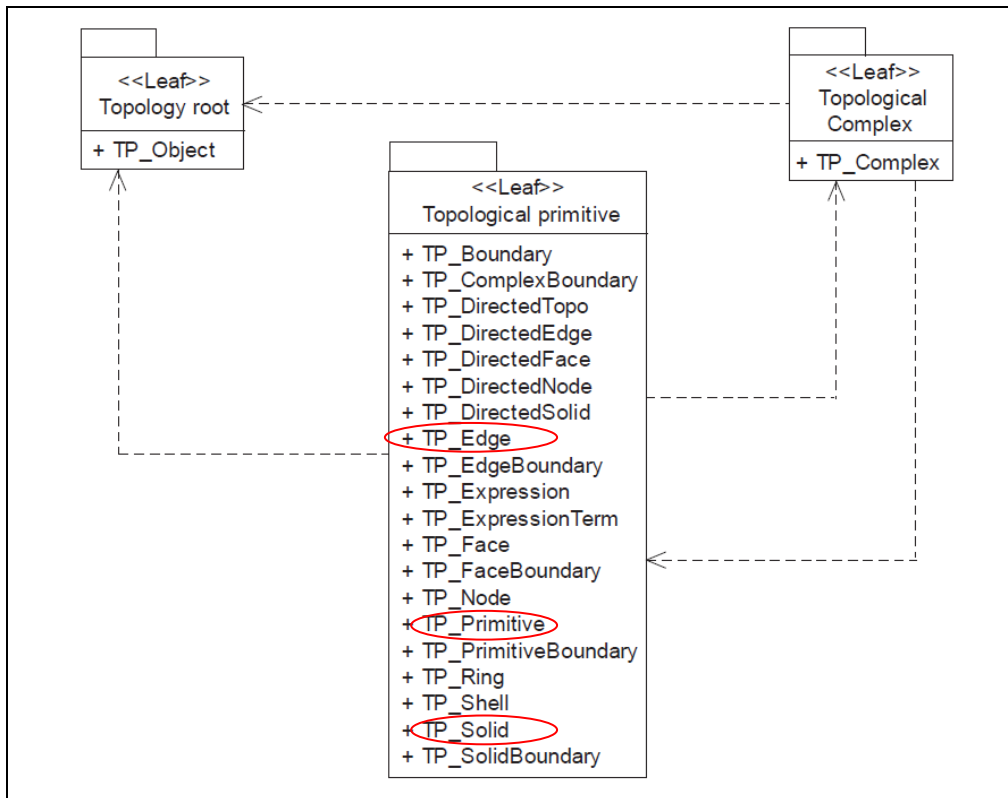 <<Leaf>>
Topology root
+ TP_Object
<<Leaf>>
Topological
Complex
+ TP_Complex
<<Leaf>>
Topological primitive
+ TP_Boundary
+ TP_ComplexBoundary
+ TP_DirectedTopo
+ TP_DirectedEdge
+ TP_DirectedFace
+ TP_DirectedNode
+ TP_DirectedSolid
+ TP_Edge
+ TP_EdgeBoundary
+ TP_Expression
+ TP_ExpressionTerm
+ TP_Face
+ TP_FaceBoundary
+ TP_Node
+ TP_Primitive
+ TP_PrimitiveBoundary
+ TP_Ring
+ TP_Shell
+ TP_Solid
+ TP_SolidBoundary